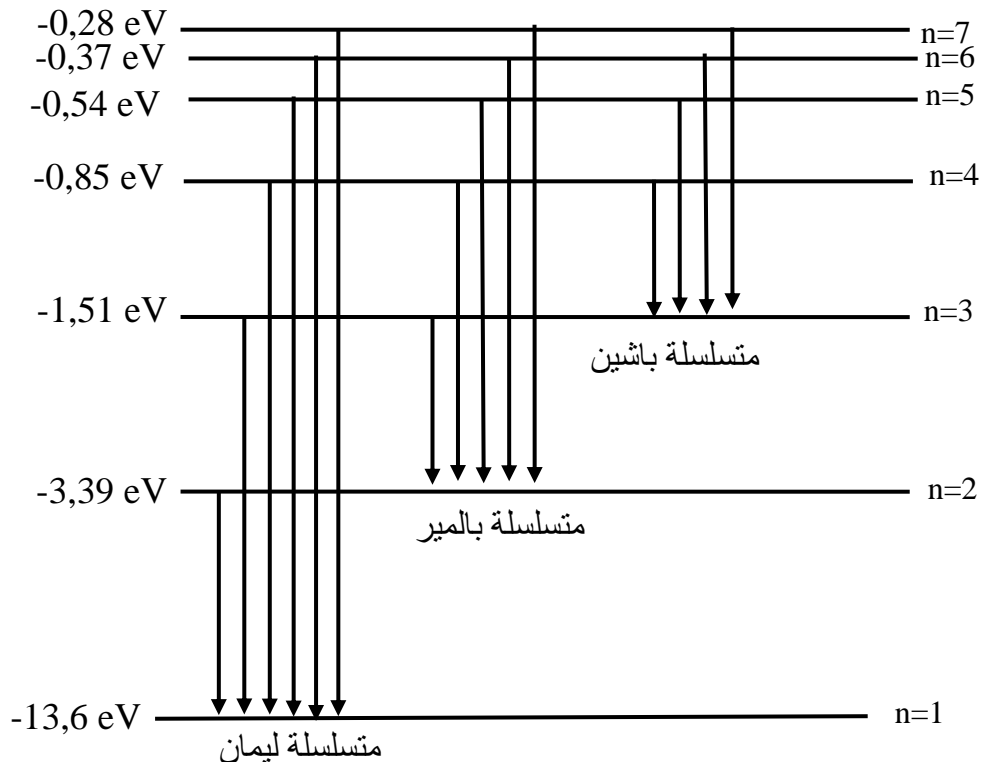 -0,28 eV n=7
-0,37 eV n=6
-0,54 eV n=5
-0,85 eV n=4
-1,51 eV n=3
متسلسلة باشين
-3,39 eV n=2
متسلسلة بالمير
-13,6 eV n=1
متسلسلة ليمان